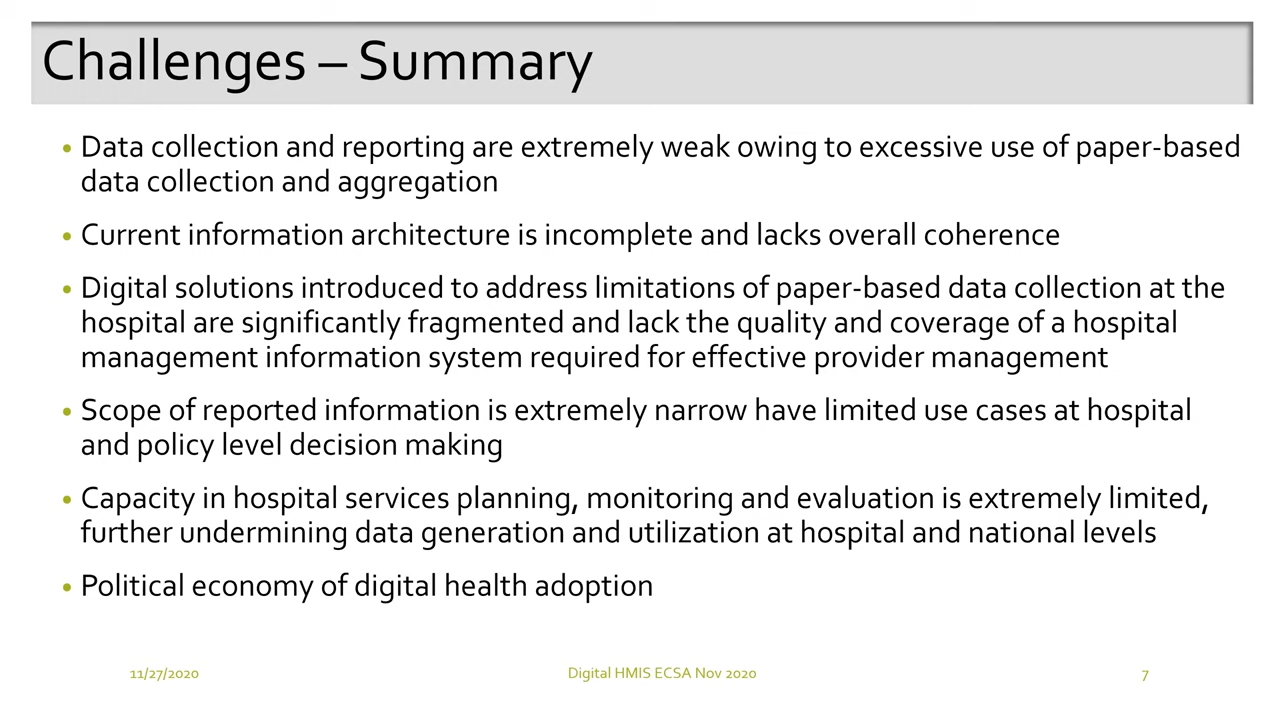 Challenges – Summary
• Data collection and reporting are extremely weak owing to excessive use of paper-based
data collection and aggregation
• Current information architecture is incomplete and lacks overall coherence
• Digital solutions introduced to address limitations of paper-based data collection at the
hospital are significantly fragmented and lack the quality and coverage of a hospital
management information system required for effective provider management
• Scope of reported information is extremely narrow have limited use cases at hospital
and policy level decision making
• Capacity in hospital services planning, monitoring and evaluation is extremely limited,
further undermining data generation and utilization at hospital and national levels
• Political economy of digital health adoption
11/27/2020
Digital HMIS ECSA Nov 2020
7